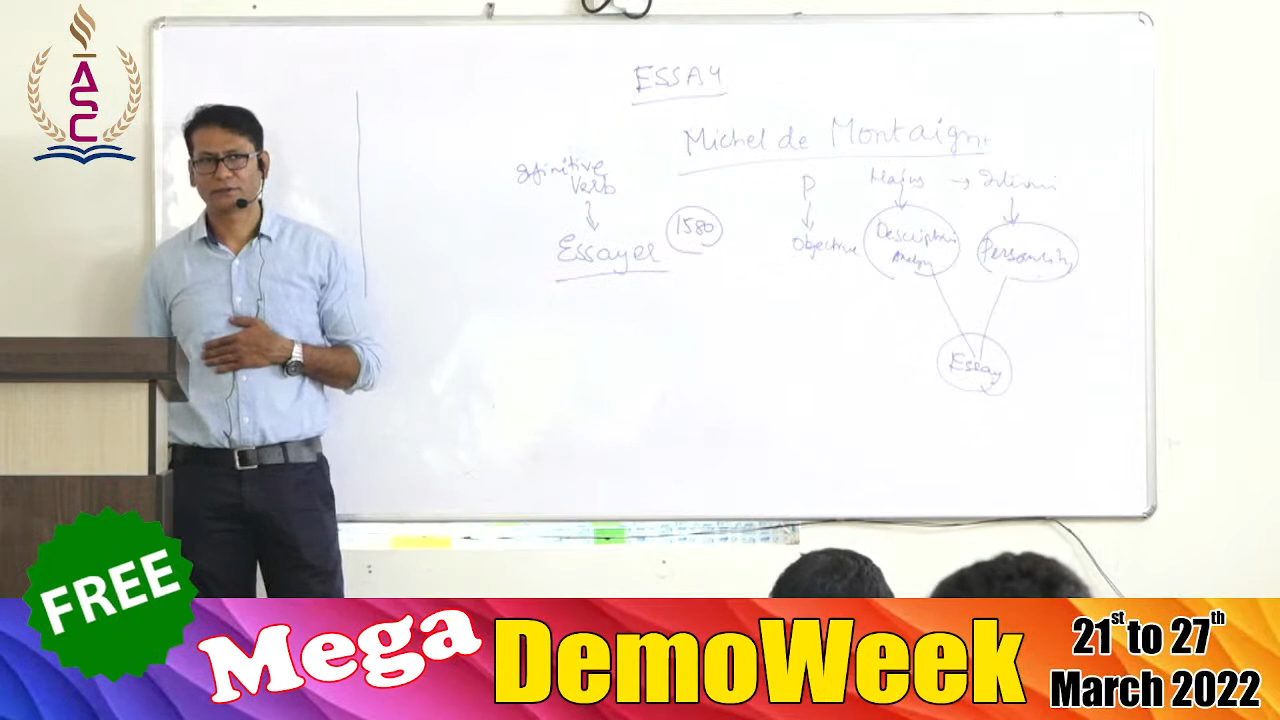 ASC
ESSAY
Michel de Montaigne
Infinitive
Verb
Essayer
1580
P
Objective
Mains →
Descriptive
Analysis
Essay
FREE
Mega DemoWeek
21st to 27th
March 2022